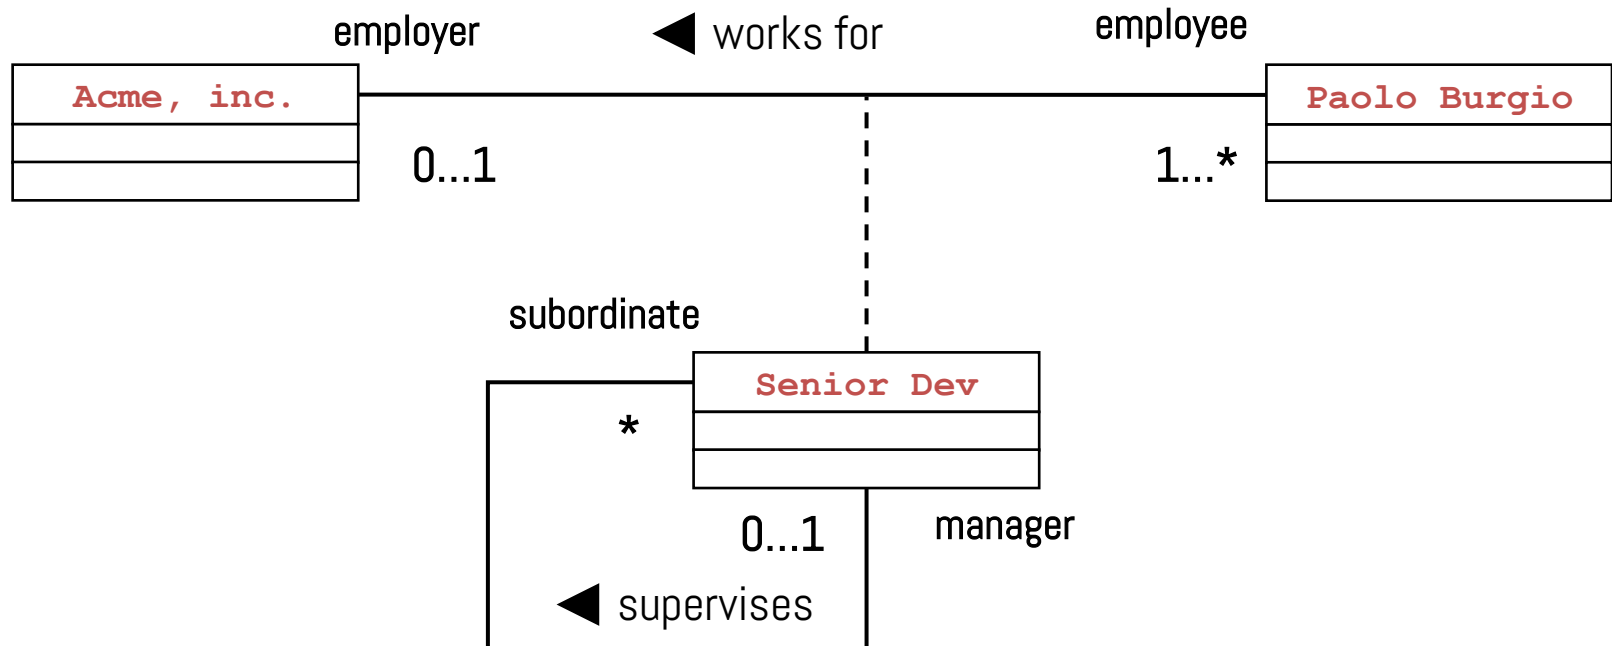 employer
◀ works for
employee
Acme, inc.
Paolo Burgio
0...1
1...*
subordinate
Senior Dev
*
0...1
manager
◀ supervises